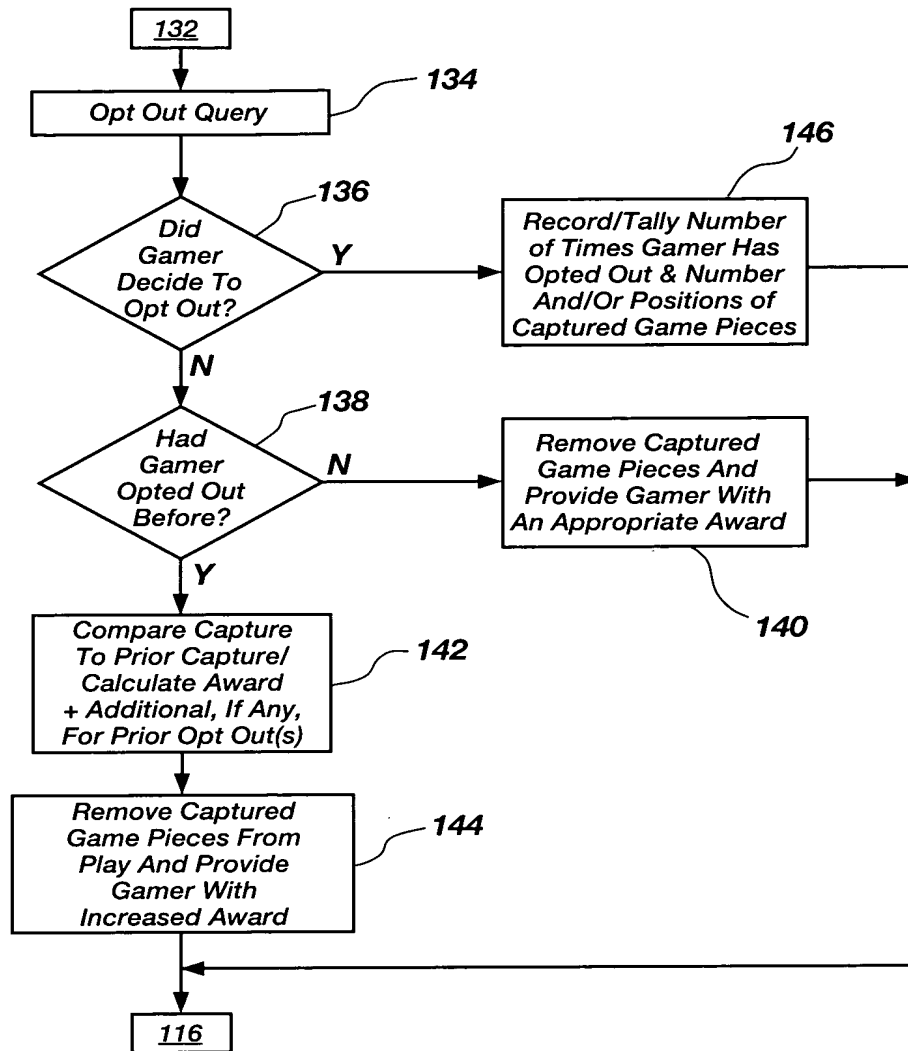 132
134
Opt Out Query
136
Did
Gamer
Decide To
Opt Out?
Y
146
Record/Tally Number
of Times Gamer Has
Opted Out & Number
And/Or Positions of
Captured Game Pieces
N
138
Had
Gamer
Opted Out
Before?
N
Remove Captured
Game Pieces And
Provide Gamer With
An Appropriate Award
140
Y
Compare Capture
To Prior Capture/
Calculate Award
+ Additional, If Any,
For Prior Opt Out(s)
142
Remove Captured
Game Pieces From
Play And Provide
Gamer With
Increased Award
144
116